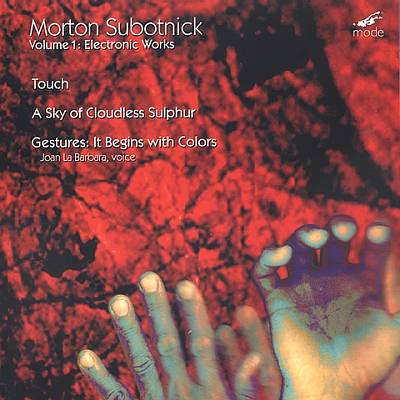 Morton Subotnick
Volume 1: Electronic Works
mode
Touch
A Sky of Cloudless Sulphur
Gestures: It Begins with Colors
Joan La Barbara, voice